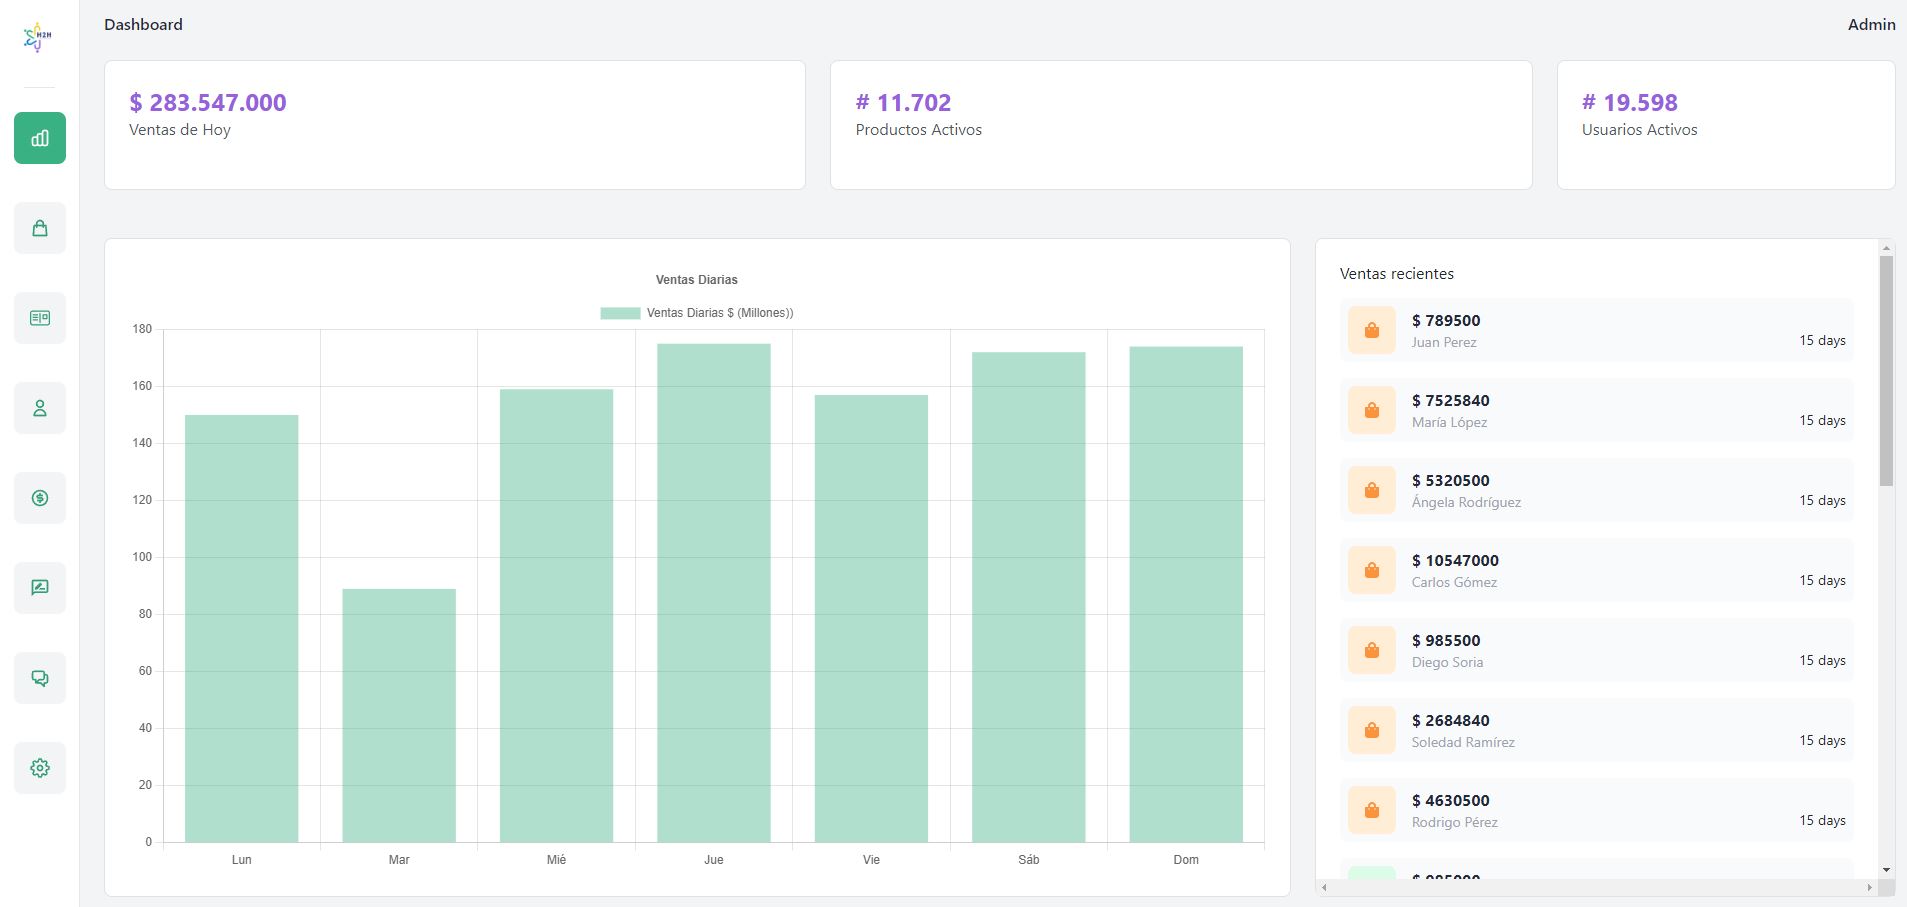 H2H
Dashboard
Admin
$ 283.547.000
Ventas de Hoy
# 11.702
Productos Activos
# 19.598
Usuarios Activos
Ventas Diarias
Ventas Diarias $ (Millones))
180
160
140
120
100
80
60
40
20
0
Lun Mar Mié Jue Vie Sáb Dom
Ventas recientes
$ 789500
Juan Perez
15 days
$ 7525840
María López
15 days
$ 5320500
Ángela Rodríguez
15 days
$ 10547000
Carlos Gómez
15 days
$ 985500
Diego Soria
15 days
$ 2684840
Soledad Ramírez
15 days
$ 4630500
Rodrigo Pérez
15 days